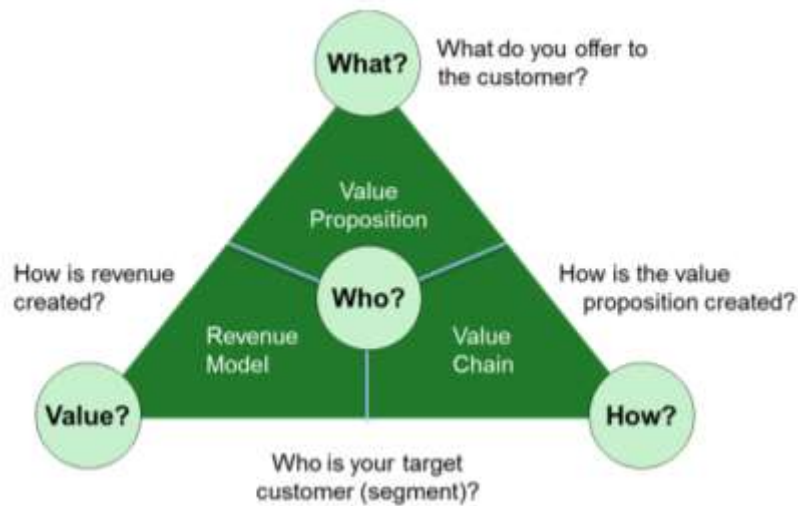 What?
What do you offer to
the customer?
Value
Proposition
How is revenue
created?
Who?
How is the value
proposition created?
Revenue
Model
Value
Chain
Value?
How?
Who is your target
customer (segment)?